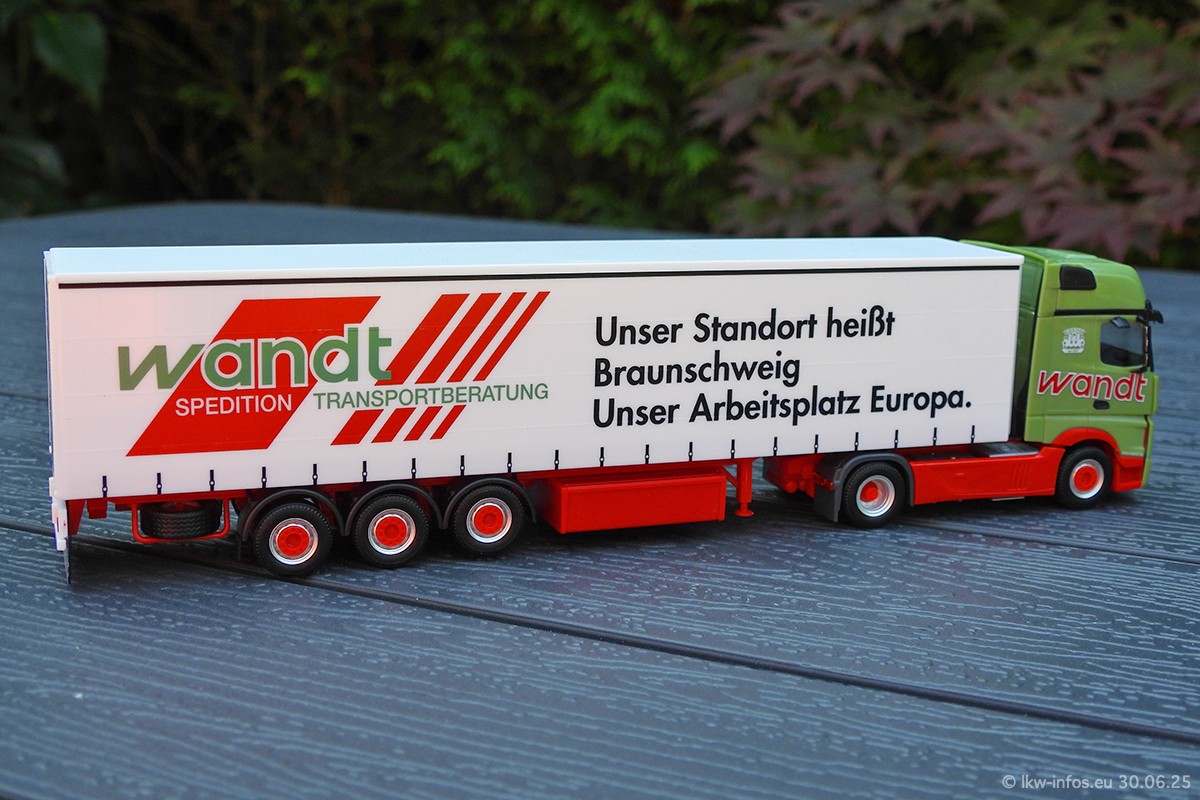 wandt
SPEDITION TRANSPORTBERATUNG
Unser Standort heißt
Braunschweig
Unser Arbeitsplatz Europa.
wandt
© lkw-infos.eu 30.06.25